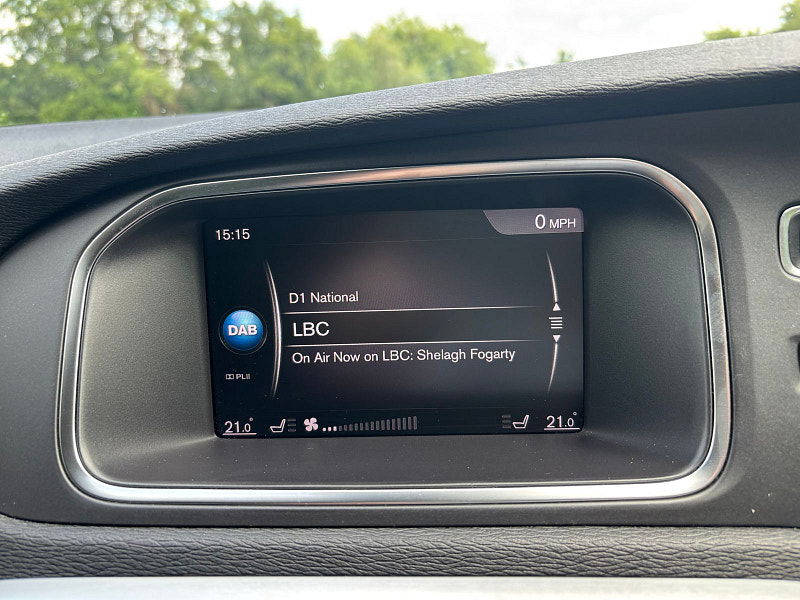 15:15
0 MPH
D1 National
DAB
LBC
On Air Now on LBC: Shelagh Fogarty
PLII
21.0°
21.0°